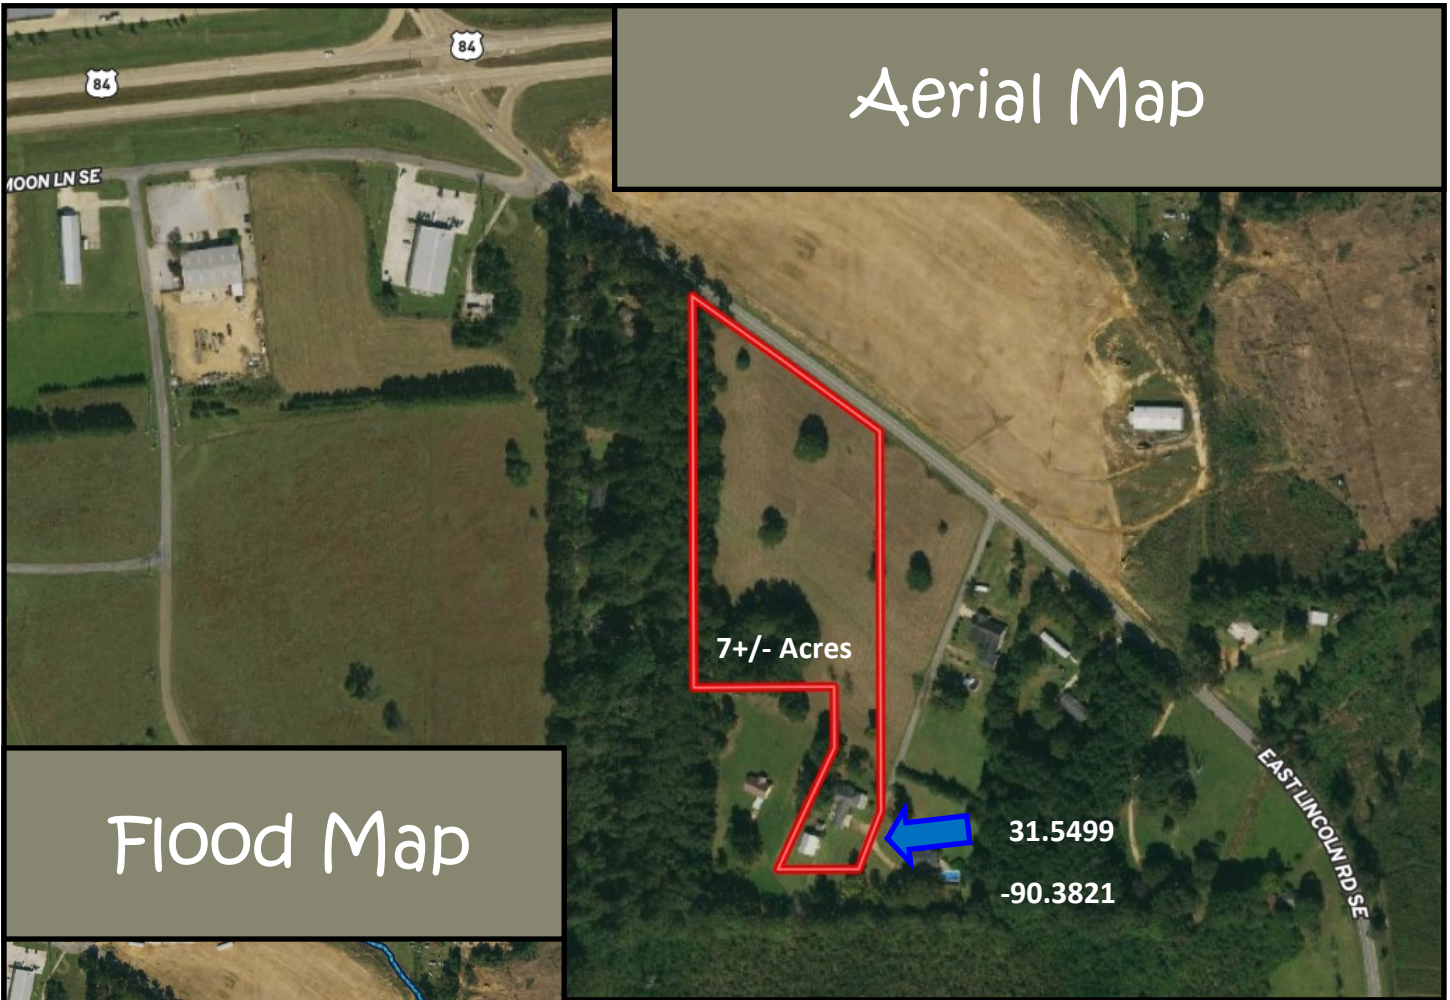 84
84
Aerial Map
MOON LN SE
7+/- Acres
31.5499
-90.3821
EAST LINCOLN RD SE
Flood Map